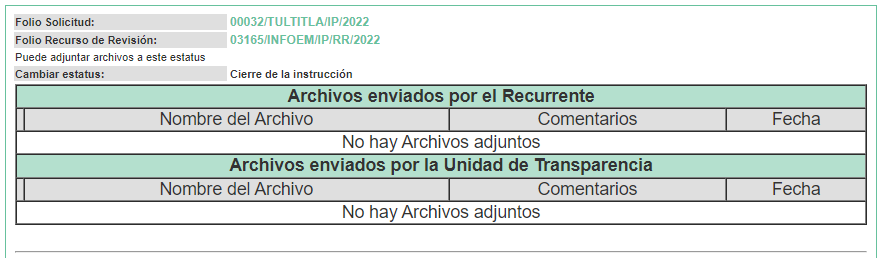 Folio Solicitud: 00032/TULTITLA/IP/2022
Folio Recurso de Revisión: 03165/INFOEM/IP/RR/2022
Puede adjuntar archivos a este estatus
Cambiar estatus: Cierre de la instrucción
Archivos enviados por el Recurrente
Nombre del Archivo Comentarios Fecha
No hay Archivos adjuntos
Archivos enviados por la Unidad de Transparencia
Nombre del Archivo Comentarios Fecha
No hay Archivos adjuntos